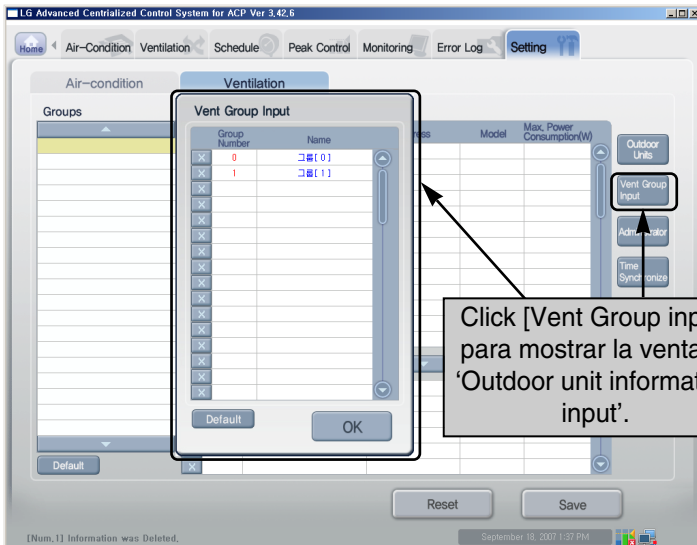 LG Advanced Centrialized Control System for ACP Ver 3,42,6
Home Air-Condition Ventilation Schedule Peak Control Monitoring Error Log Setting
Air-condition Ventilation
Groups
Vent Group Input
Group Number Name
X 0 그룹[0]
X 1 그룹[1]
X
X
X
X
X
X
X
X
X
X
X
X
X
X
Default OK
Model Max, Power Consumption(W)
Outdoor Units
Vent Group Input
Time Synchronize
Click [Vent Group
para mostrar la
'Outdoor unit
input'.
Default X
Reset Save
[Num,1] Information was Deleted,
September 18, 2007 1:37 PM